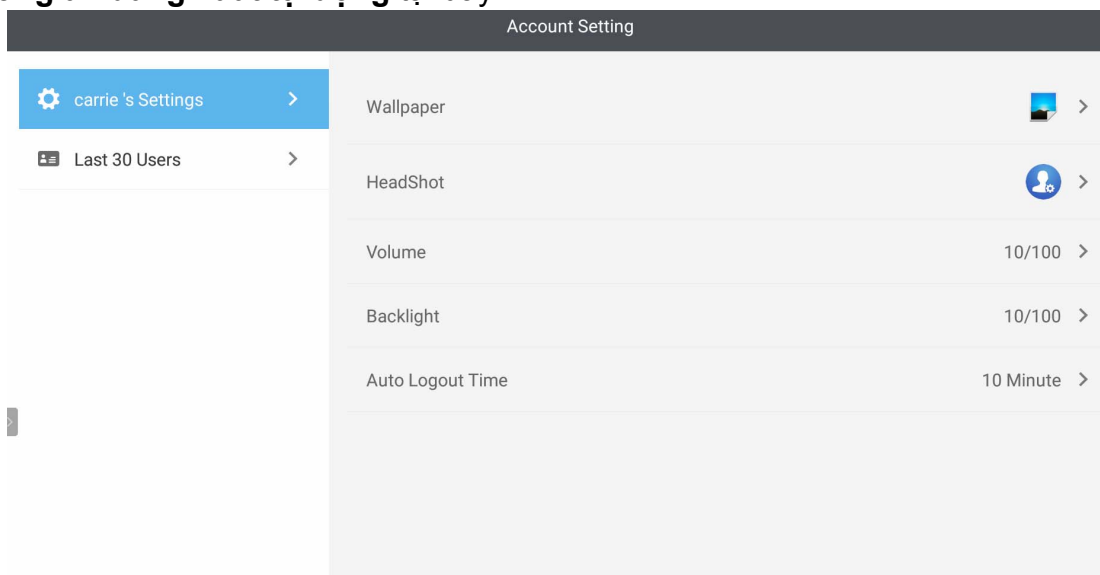 Account Setting
carrie 's Settings
Last 30 Users
Wallpaper
HeadShot
Volume 10/100
Backlight 10/100
Auto Logout Time 10 Minute